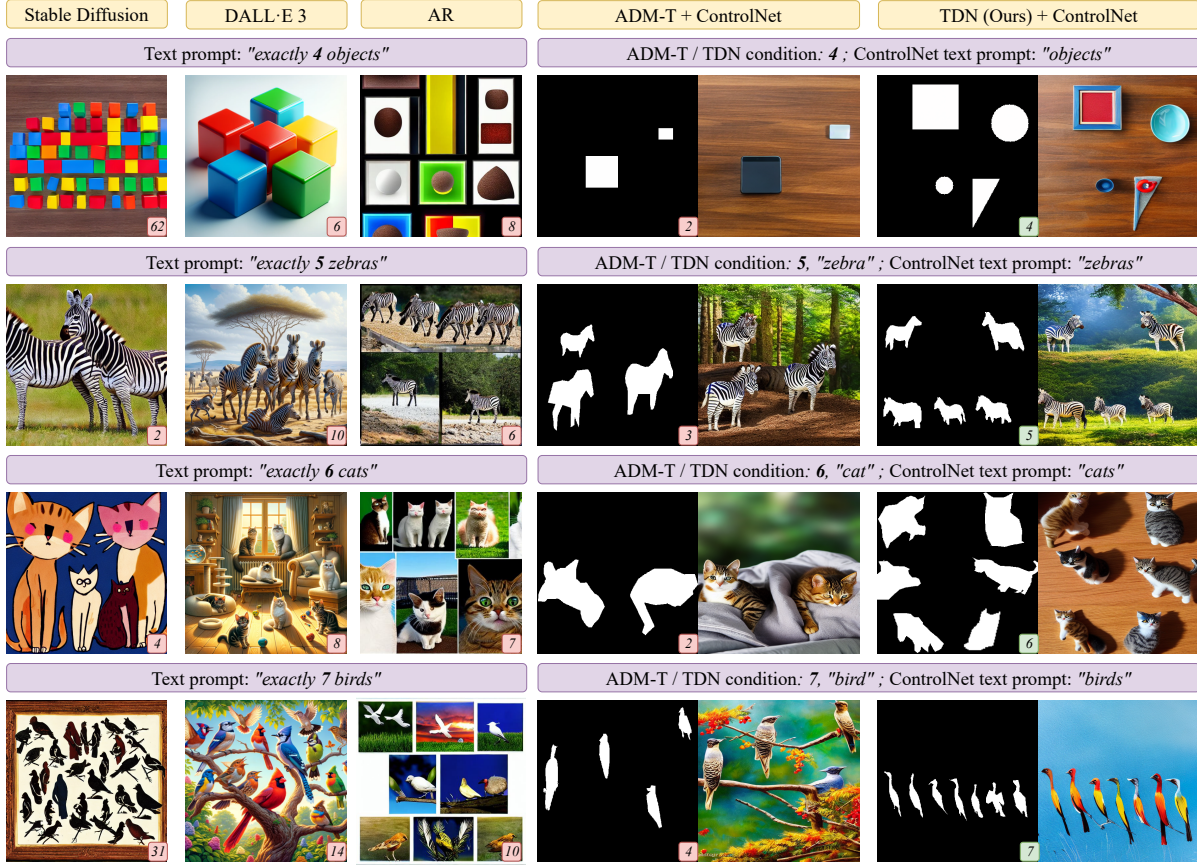 Stable Diffusion
DALL·E 3
AR
ADM-T + ControlNet
TDN (Ours) + ControlNet
Text prompt: "exactly 4 objects"
ADM-T / TDN condition: 4 ; ControlNet text prompt: "objects"
62
6
8
2
4
Text prompt: "exactly 5 zebras"
ADM-T / TDN condition: 5, "zebra" ; ControlNet text prompt: "zebras"
2
10
6
3
5
Text prompt: "exactly 6 cats"
ADM-T / TDN condition: 6, "cat" ; ControlNet text prompt: "cats"
4
8
7
2
6
Text prompt: "exactly 7 birds"
ADM-T / TDN condition: 7, "bird" ; ControlNet text prompt: "birds"
31
14
10
4
7